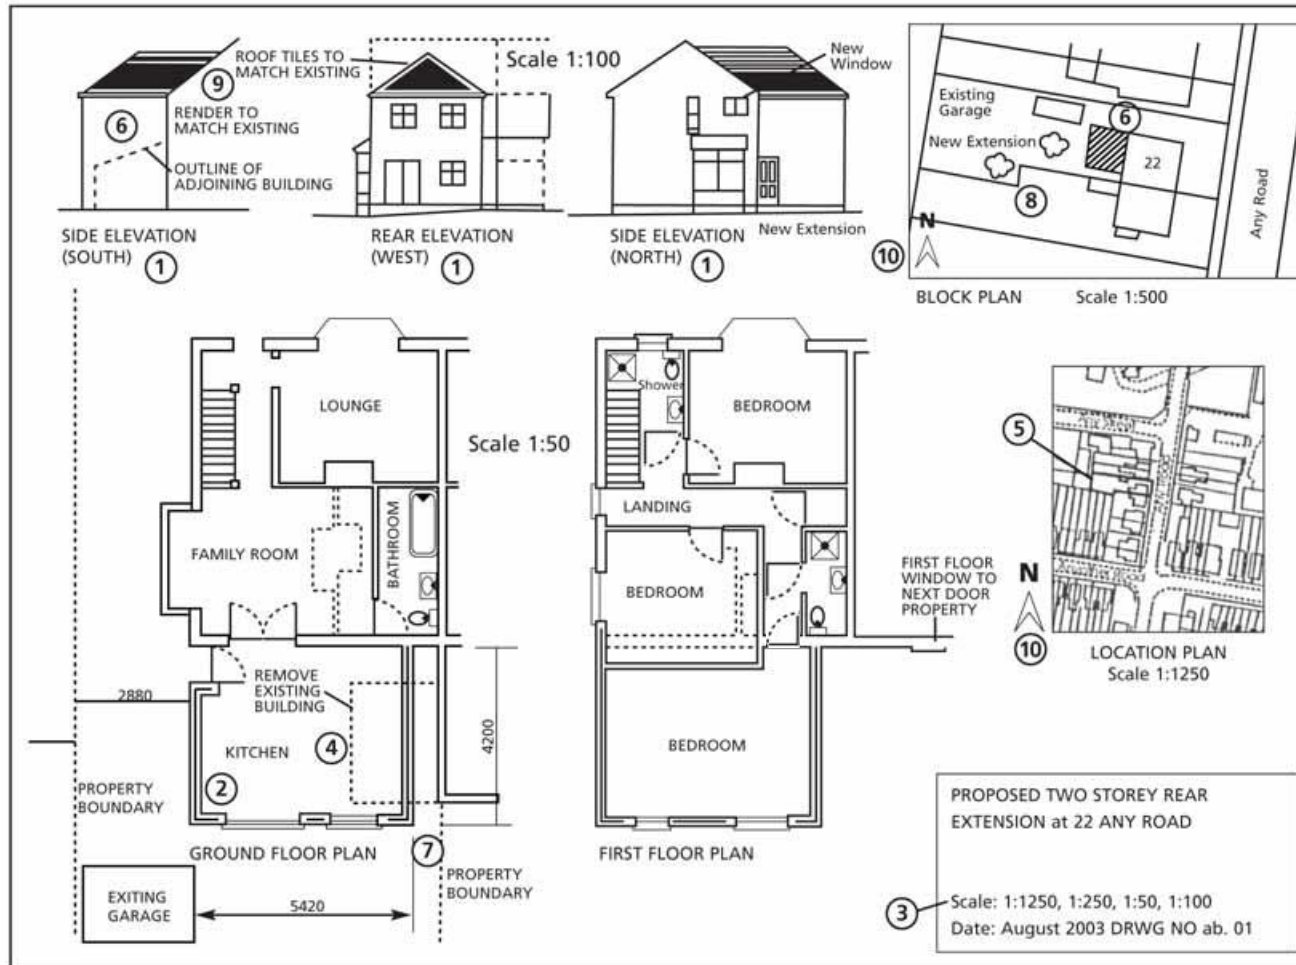 ROOF TILES TO
MATCH EXISTING
Scale 1:100
9
RENDER TO
MATCH EXISTING
6
OUTLINE OF
ADJOINING BUILDING
SIDE ELEVATION
(SOUTH)
1
REAR ELEVATION
(WEST)
1
New
Window
SIDE ELEVATION
(NORTH)
1
New Extension
Existing
Garage
6
New Extension
22
8
Any Road
N
10
BLOCK PLAN
Scale 1:500
LOUNGE
Scale 1:50
FAMILY ROOM
BATHROOM
2880
REMOVE
EXISTING
BUILDING
4
KITCHEN
2
4200
PROPERTY
BOUNDARY
GROUND FLOOR PLAN
7
PROPERTY
BOUNDARY
EXITING
GARAGE
5420
Shower
BEDROOM
LANDING
BEDROOM
BEDROOM
FIRST FLOOR
WINDOW TO
NEXT DOOR
PROPERTY
FIRST FLOOR PLAN
5
N
10
LOCATION PLAN
Scale 1:1250
PROPOSED TWO STOREY REAR
EXTENSION at 22 ANY ROAD
3
Scale: 1:1250, 1:250, 1:50, 1:100
Date: August 2003 DRWG NO ab. 01